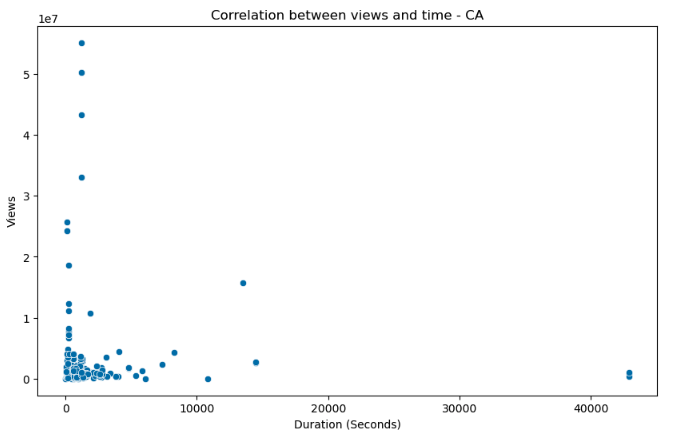 Correlation between views and time - CA
1e7
5
4
3
2
1
0
Views
0 10000 20000 30000 40000
Duration (Seconds)